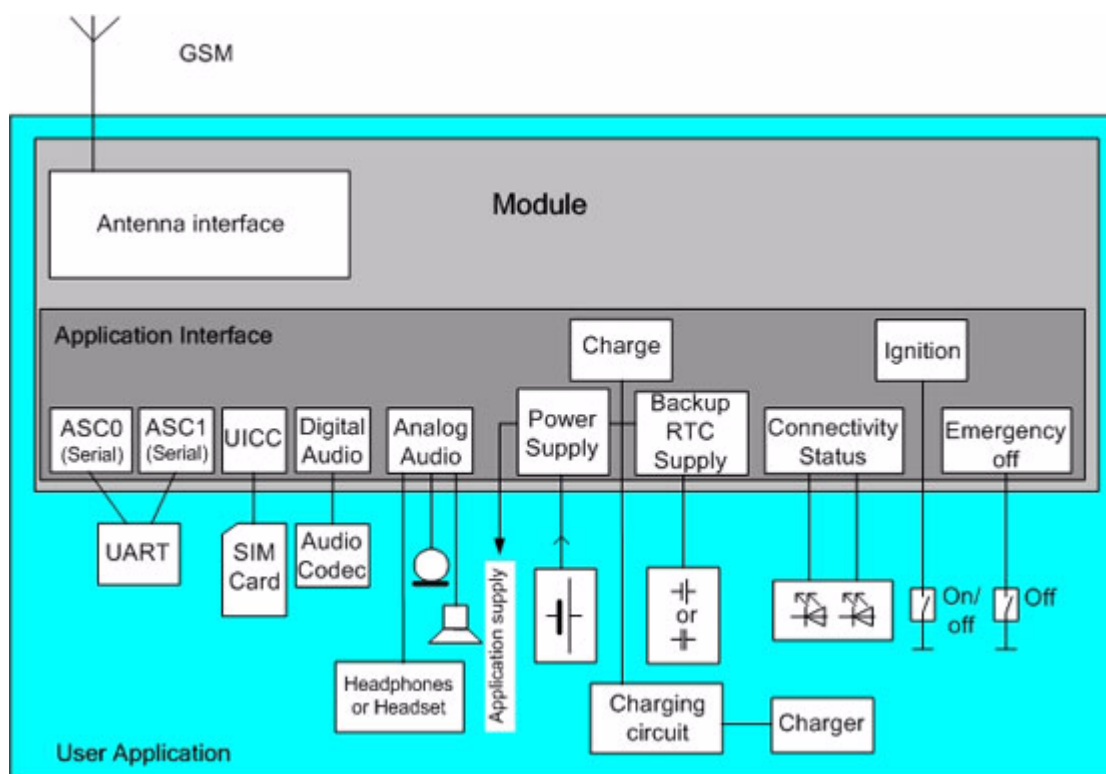 GSM
Module
Antenna interface
Application Interface
Charge
Ignition
ASC0
(Serial)
ASC1
(Serial)
UICC
Digital
Audio
Analog
Audio
Power
Supply
Backup
RTC
Supply
Connectivity
Status
Emergency
off
UART
SIM
Card
Audio
Codec
Headphones
or Headset
Application supply
or
On/
off
Off
Charging
circuit
Charger
User Application